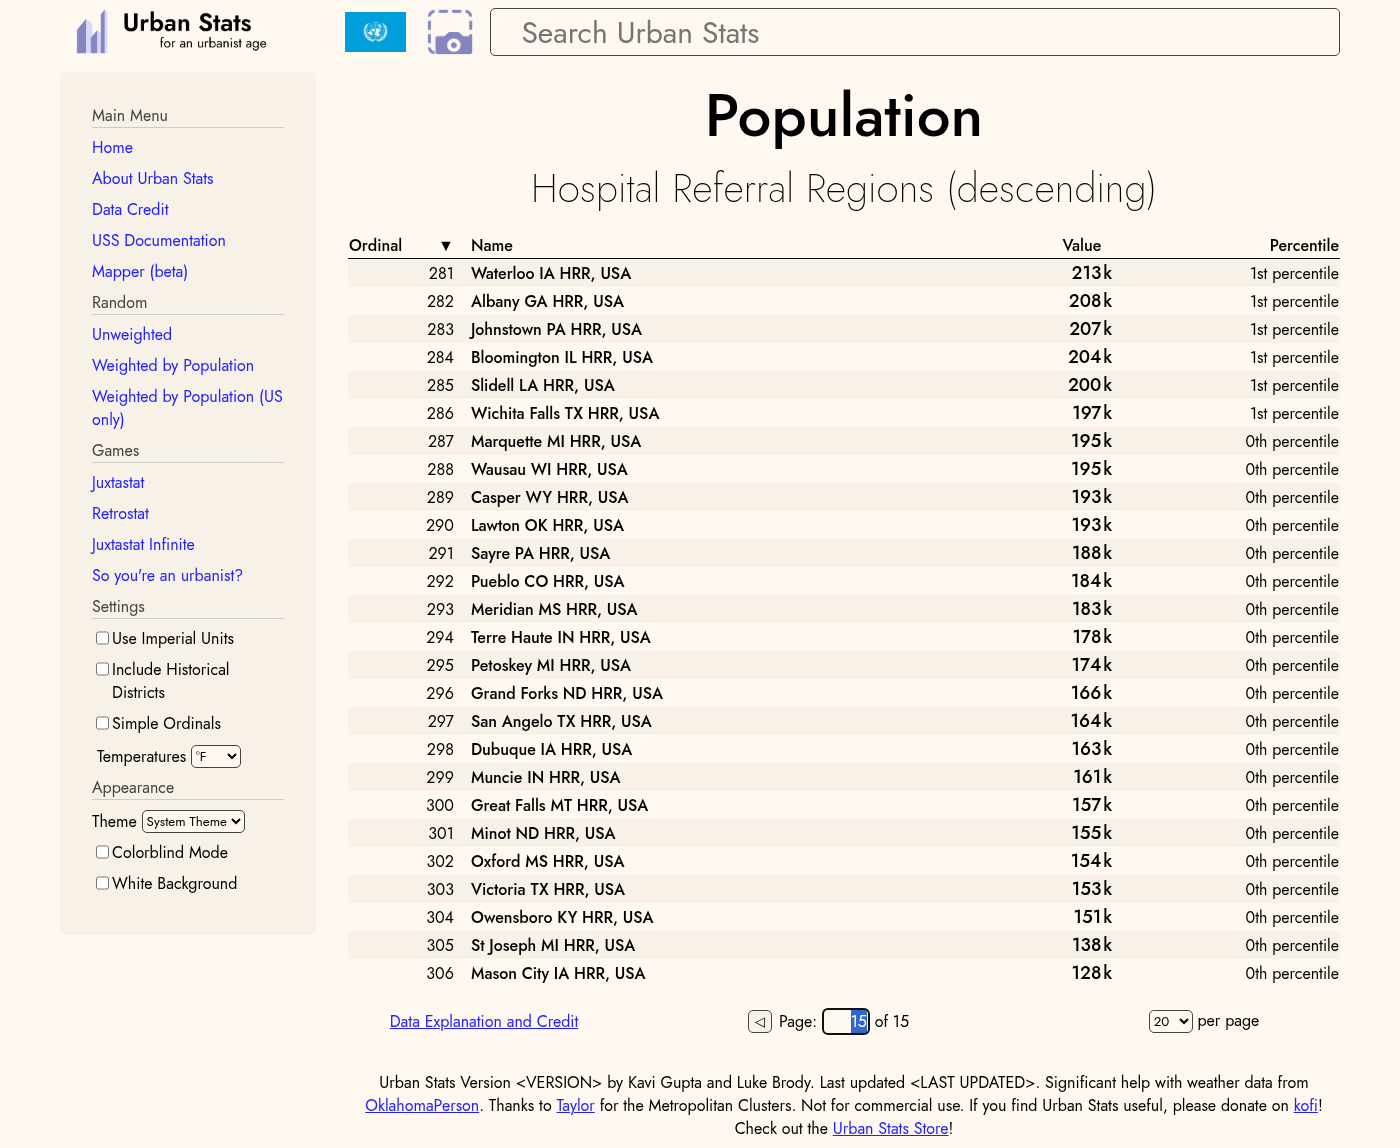 Urban Stats
for an urbanist age
Search Urban Stats
Main Menu
Home
About Urban Stats
Data Credit
USS Documentation
Mapper (beta)
Random
Unweighted
Weighted by Population
Weighted by Population (US
only)
Games
Juxtastat
Retrostat
Juxtastat Infinite
So you're an urbanist?
Settings
Use Imperial Units
Include Historical
Districts
Simple Ordinals
Temperatures °F
Appearance
Theme System Theme
Colorblind Mode
White Background
Population
Hospital Referral Regions (descending)
Ordinal ▼ Name Value Percentile
281 Waterloo IA HRR, USA 213k 1st percentile
282 Albany GA HRR, USA 208k 1st percentile
283 Johnstown PA HRR, USA 207k 1st percentile
284 Bloomington IL HRR, USA 204k 1st percentile
285 Slidell LA HRR, USA 200k 1st percentile
286 Wichita Falls TX HRR, USA 197k 1st percentile
287 Marquette MI HRR, USA 195k 0th percentile
288 Wausau WI HRR, USA 195k 0th percentile
289 Casper WY HRR, USA 193k 0th percentile
290 Lawton OK HRR, USA 193k 0th percentile
291 Sayre PA HRR, USA 188k 0th percentile
292 Pueblo CO HRR, USA 184k 0th percentile
293 Meridian MS HRR, USA 183k 0th percentile
294 Terre Haute IN HRR, USA 178k 0th percentile
295 Petoskey MI HRR, USA 174k 0th percentile
296 Grand Forks ND HRR, USA 166k 0th percentile
297 San Angelo TX HRR, USA 164k 0th percentile
298 Dubuque IA HRR, USA 163k 0th percentile
299 Muncie IN HRR, USA 161k 0th percentile
300 Great Falls MT HRR, USA 157k 0th percentile
301 Minot ND HRR, USA 155k 0th percentile
302 Oxford MS HRR, USA 154k 0th percentile
303 Victoria TX HRR, USA 153k 0th percentile
304 Owensboro KY HRR, USA 151k 0th percentile
305 St Joseph MI HRR, USA 138k 0th percentile
306 Mason City IA HRR, USA 128k 0th percentile
Data Explanation and Credit ◁ Page: 15 of 15 20 per page
Urban Stats Version <VERSION> by Kavi Gupta and Luke Brody. Last updated <LAST UPDATED>. Significant help with weather data from
OklahomaPerson. Thanks to Taylor for the Metropolitan Clusters. Not for commercial use. If you find Urban Stats useful, please donate on kofi!
Check out the Urban Stats Store!